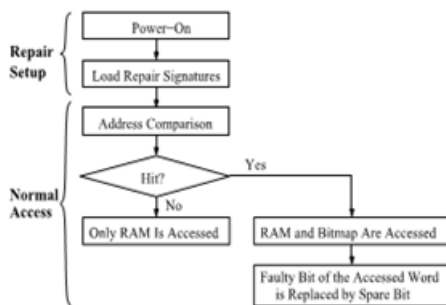 Power-On
Repair
Setup
Load Repair Signatures
Address Comparison
Hit?
Yes
No
Normal
Access
Only RAM Is Accessed
RAM and Bitmap Are Accessed
Faulty Bit of the Accessed Word
is Replaced by Spare Bit